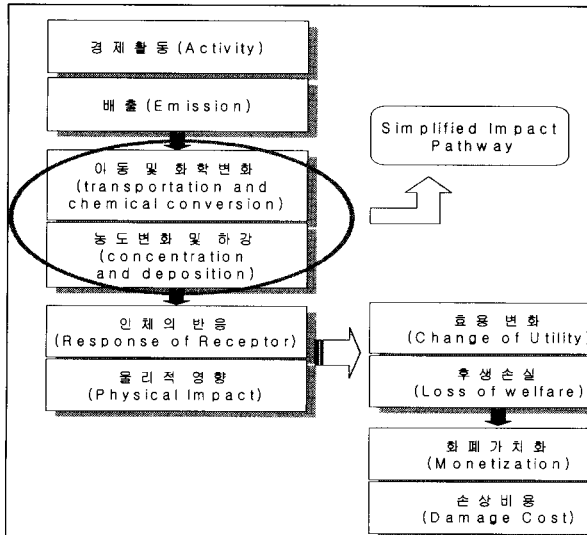 경제활동(Activity)
배출(Emission)
Simplified Impact
Pathway
이동 및 화학변화
(transportation and
chemical conversion)
농도변화 및 하강
(concentration
and deposition)
인체의 반응
(Response of Receptor)
물리적 영향
(Physical Impact)
효용 변화
(Change of Utility)
후생손실
(Loss of welfare)
화폐가치화
(Monetization)
손상비용
(Damage Cost)